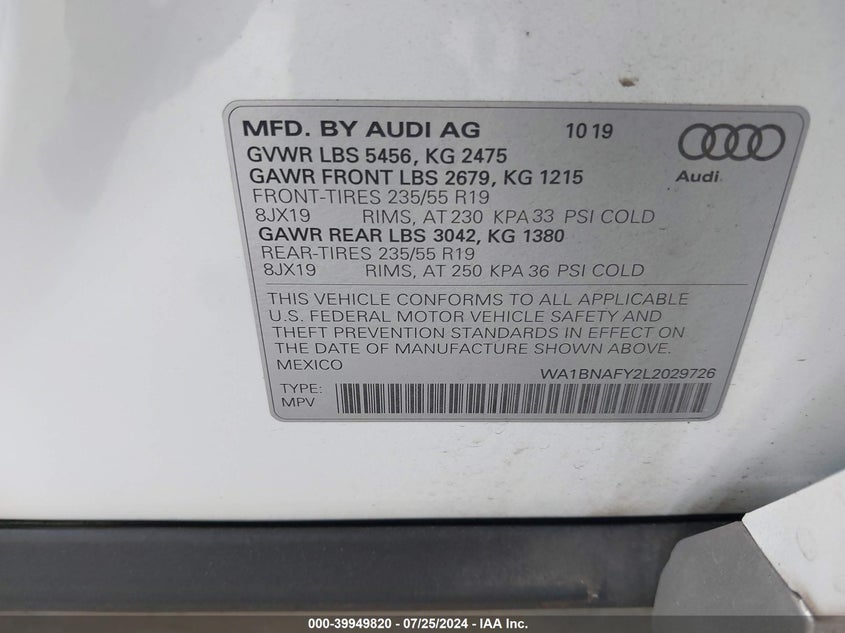 MFD. BY AUDI AG 10 19
GVWR LBS 5456, KG 2475
GAWR FRONT LBS 2679, KG 1215
FRONT-TIRES 235/55 R19
8JX19 RIMS, AT 230 KPA 33 PSI COLD
GAWR REAR LBS 3042, KG 1380
REAR-TIRES 235/55 R19
8JX19 RIMS, AT 250 KPA 36 PSI COLD
Audi
THIS VEHICLE CONFORMS TO ALL APPLICABLE
U.S. FEDERAL MOTOR VEHICLE SAFETY AND
THEFT PREVENTION STANDARDS IN EFFECT ON
THE DATE OF MANUFACTURE SHOWN ABOVE.
MEXICO WA1BNAFY2L2029726
TYPE:
MPV
000-39949820 - 07/25/2024 - IAA Inc.